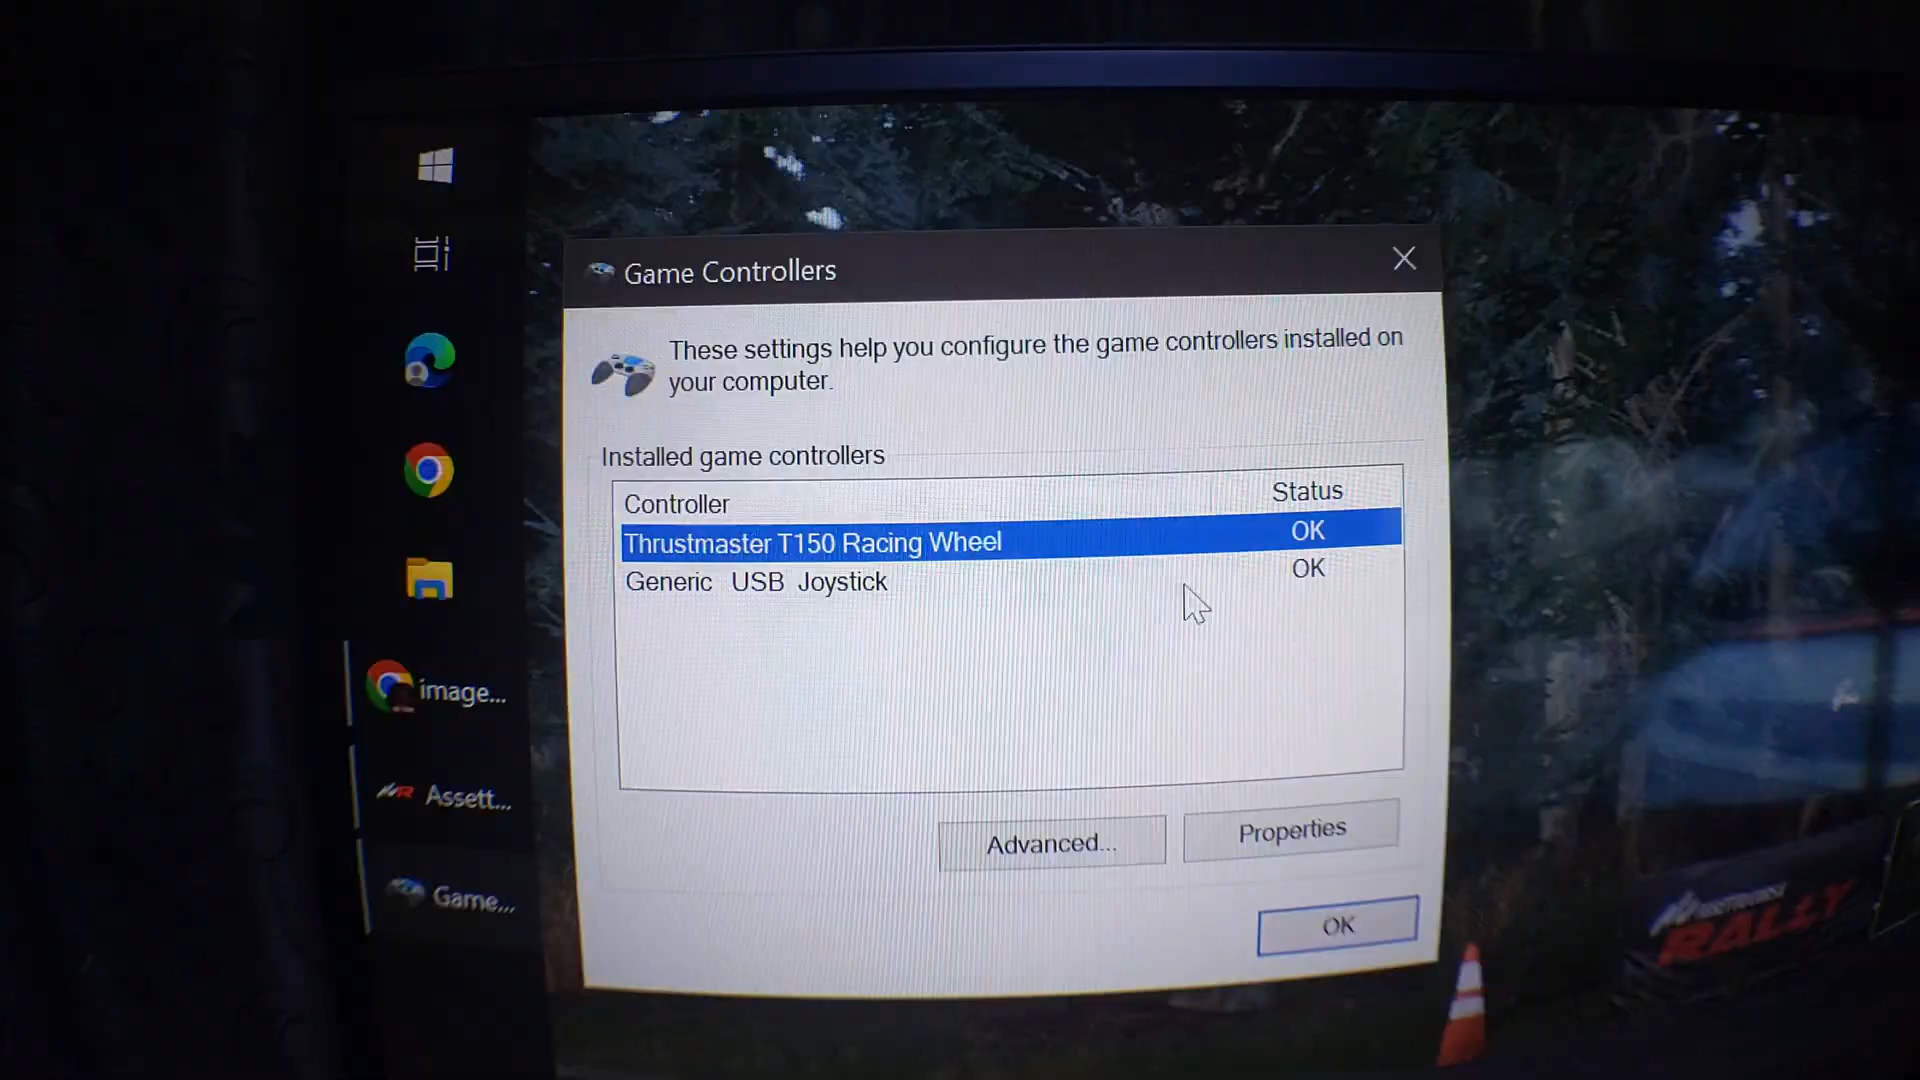 Game Controllers
These settings help you configure the game controllers installed on
your computer.
Installed game controllers
Controller Status
Thrustmaster T150 Racing Wheel OK
Generic USB Joystick OK
Advanced...
Properties
OK
image...
Assett...
Game...
RALLY